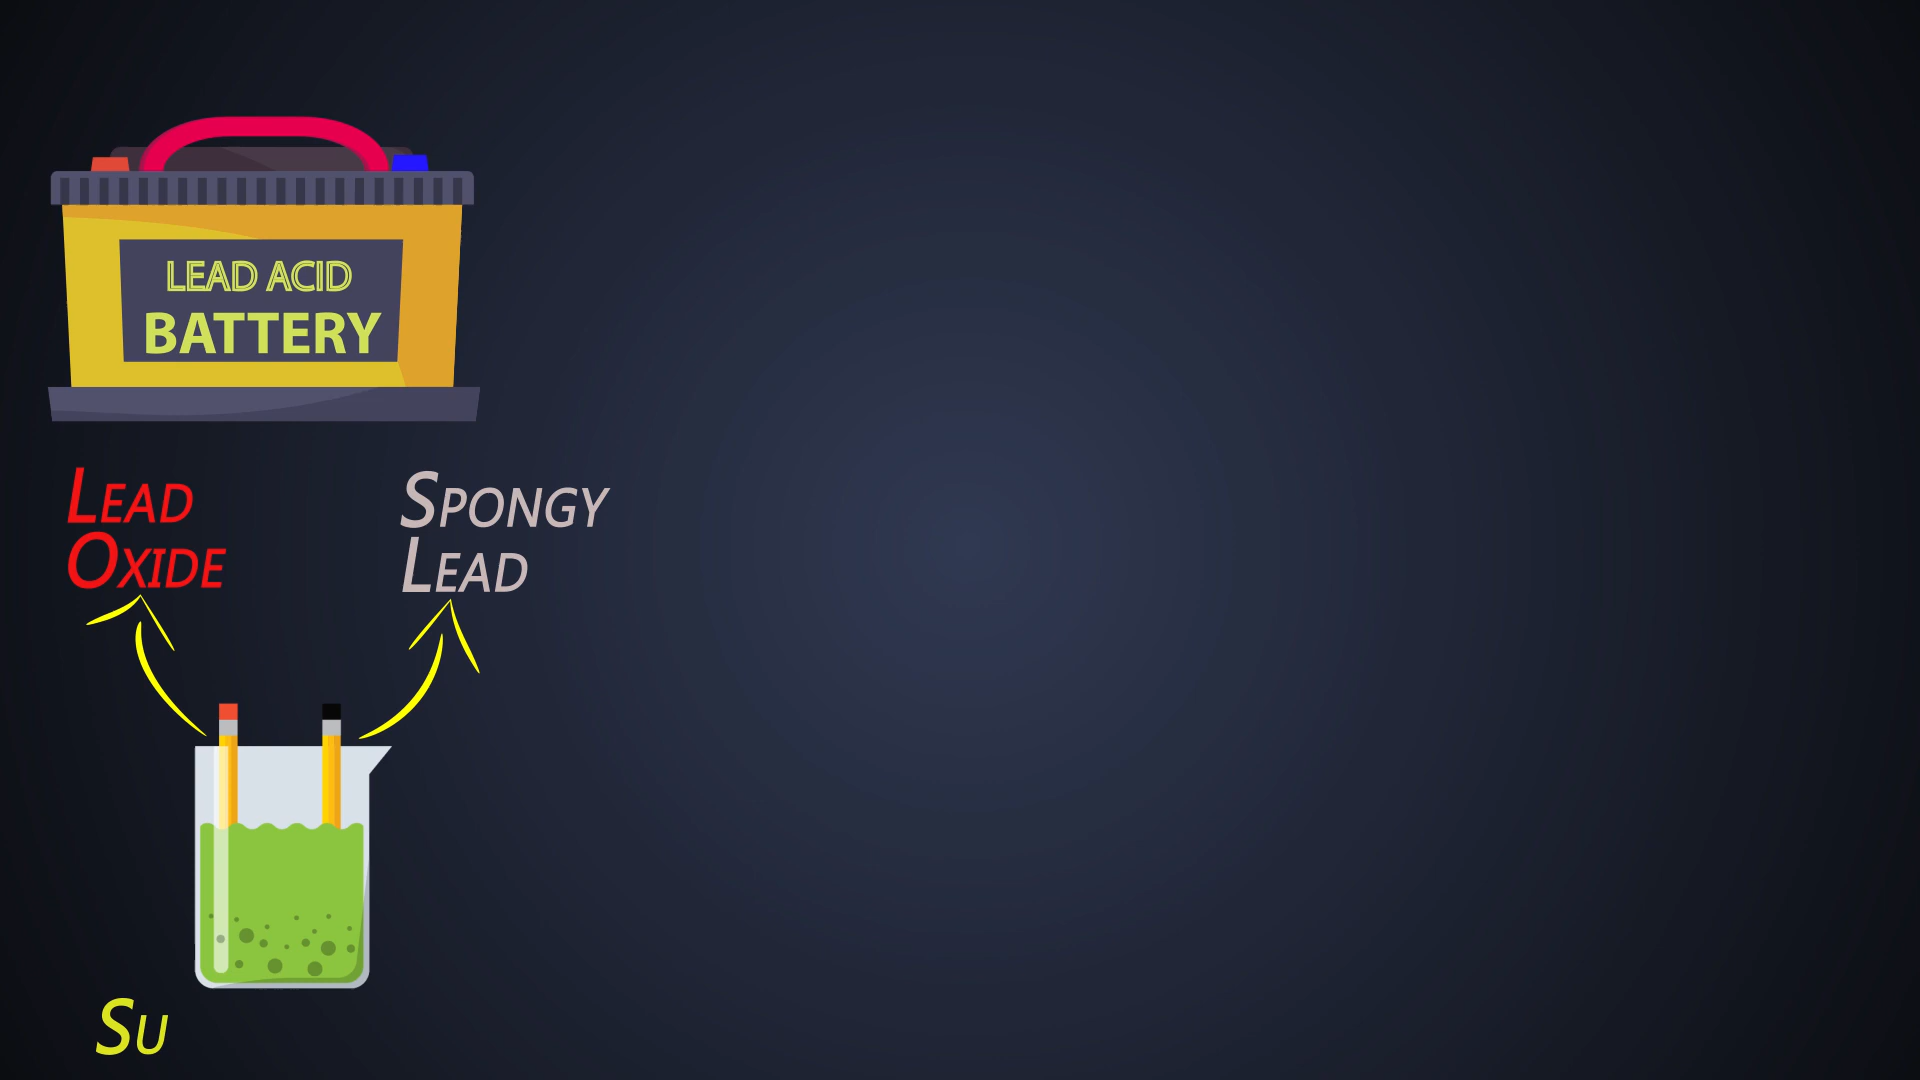 LEAD ACID
BATTERY
LEAD
OXIDE
SPONGY
LEAD
SU